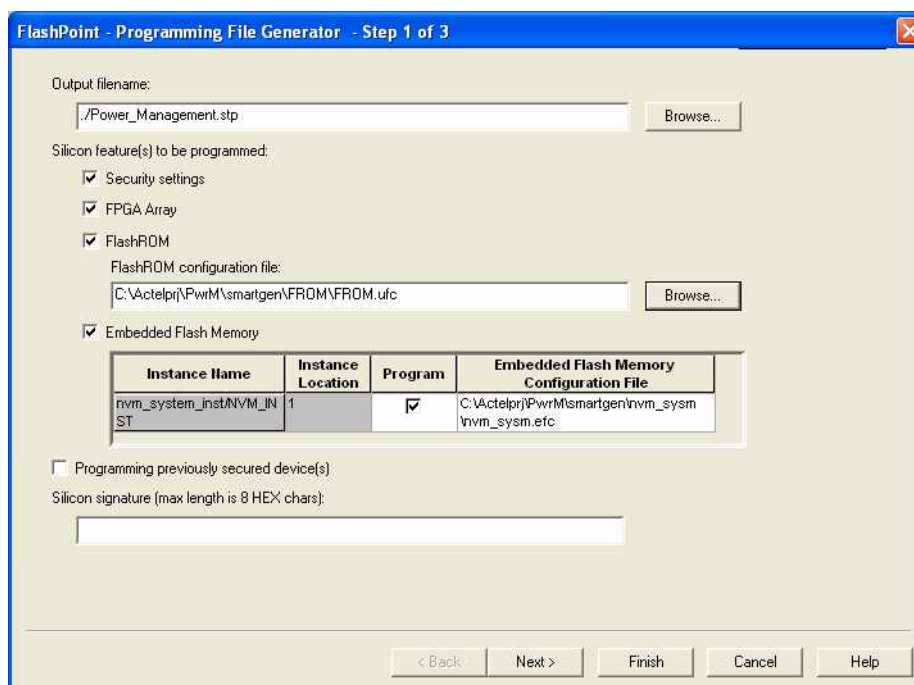 FlashPoint - Programming File Generator - Step 1 of 3
Output filename:
./Power_Management.stp
Browse...
Silicon feature(s) to be programmed:
Security settings
FPGA Array
FlashROM
FlashROM configuration file:
C:\Actelprj\PwrM\smartgen\FROM\FROM.ufc
Browse...
Embedded Flash Memory
Instance Name
Instance
Location
Program
Embedded Flash Memory
Configuration File
nvm_system_inst/NVM_IN
ST
1
C:\Actelprj\PwrM\smartgen\nvm_sysm
\nvm_sysm.efc
Programming previously secured device(s)
Silicon signature (max length is 8 HEX chars):
< Back
Next >
Finish
Cancel
Help